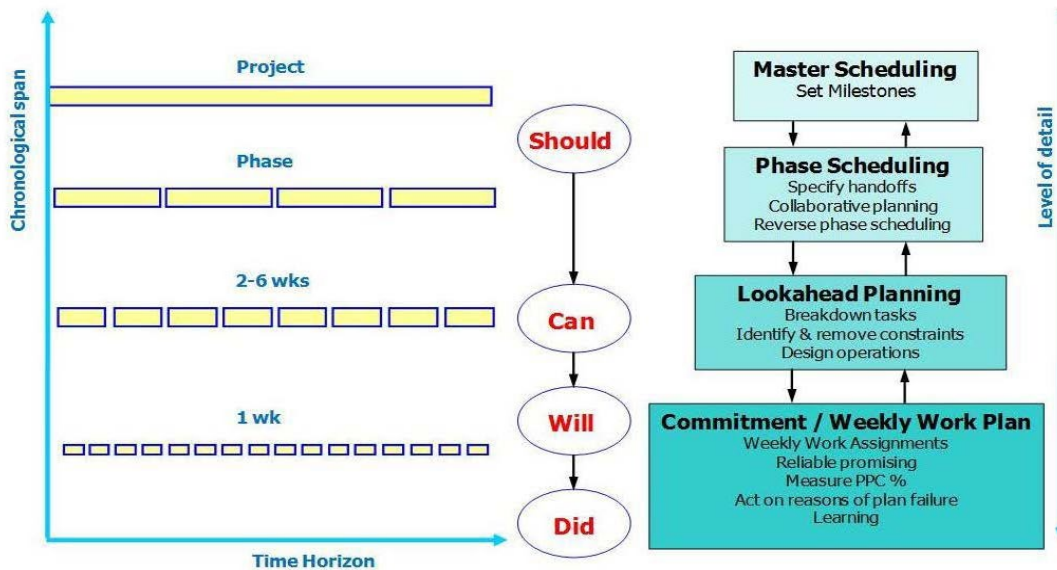 Chronological span
Project
Phase
2-6 wks
1 wk
Time Horizon
Should
Can
Will
Did
Master Scheduling
Set Milestones
Phase Scheduling
Specify handoffs
Collaborative planning
Reverse phase scheduling
Lookahead Planning
Breakdown tasks
Identify & remove constraints
Design operations
Commitment / Weekly Work Plan
Weekly Work Assignments
Reliable promising
Measure PPC %
Act on reasons of plan failure
Learning
Level of detail